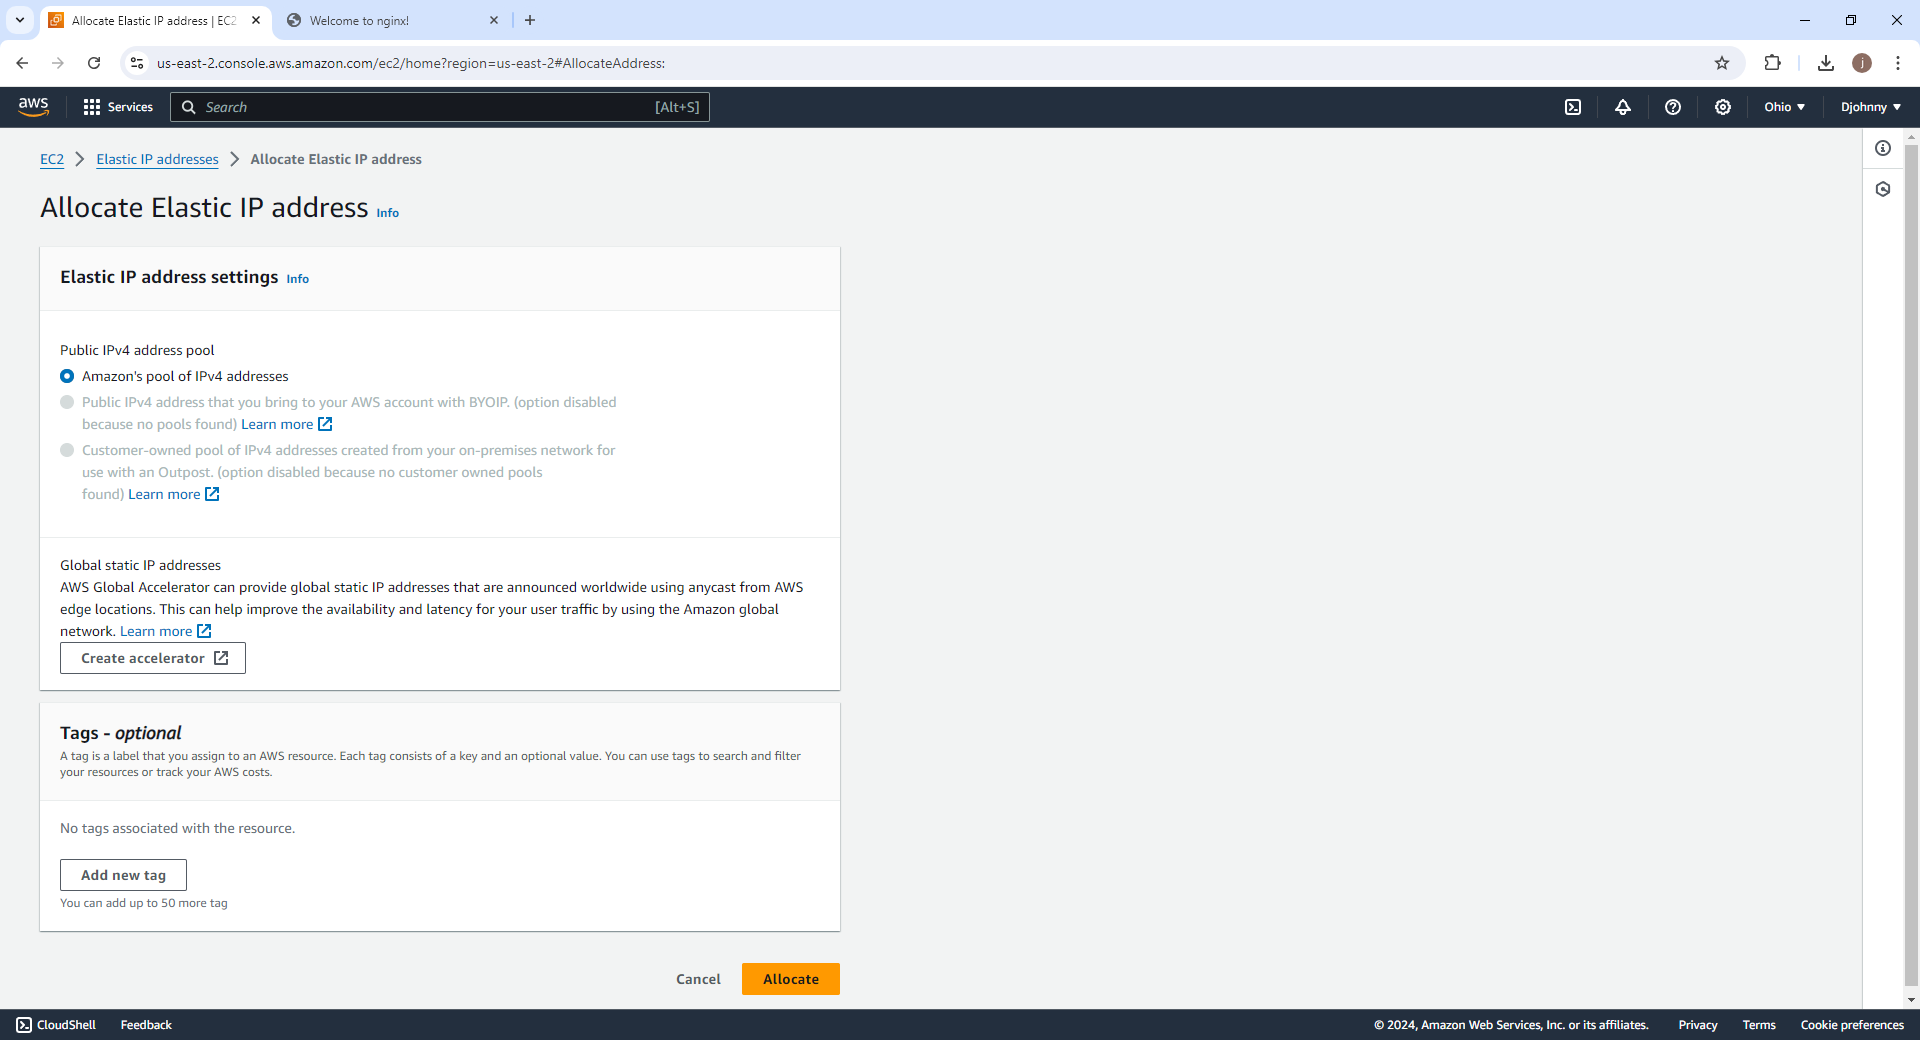 Allocate Elastic IP address | EC2
Welcome to nginx!
us-east-2.console.aws.amazon.com/ec2/home?region=us-east-2#AllocateAddress:
j
aws
Services
Search
[Alt+S]
Ohio
Djohnny
EC2
Elastic IP addresses
Allocate Elastic IP address
Allocate Elastic IP address Info
Elastic IP address settings Info
Public IPv4 address pool
Amazon's pool of IPv4 addresses
Public IPv4 address that you bring to your AWS account with BYOIP. (option disabled
because no pools found) Learn more
Customer-owned pool of IPv4 addresses created from your on-premises network for
use with an Outpost. (option disabled because no customer owned pools
found) Learn more
Global static IP addresses
AWS Global Accelerator can provide global static IP addresses that are announced worldwide using anycast from AWS
edge locations. This can help improve the availability and latency for your user traffic by using the Amazon global
network. Learn more
Create accelerator
Tags - optional
A tag is a label that you assign to an AWS resource. Each tag consists of a key and an optional value. You can use tags to search and filter
your resources or track your AWS costs.
No tags associated with the resource.
Add new tag
You can add up to 50 more tag
Cancel
Allocate
CloudShell
Feedback
© 2024, Amazon Web Services, Inc. or its affiliates.
Privacy
Terms
Cookie preferences